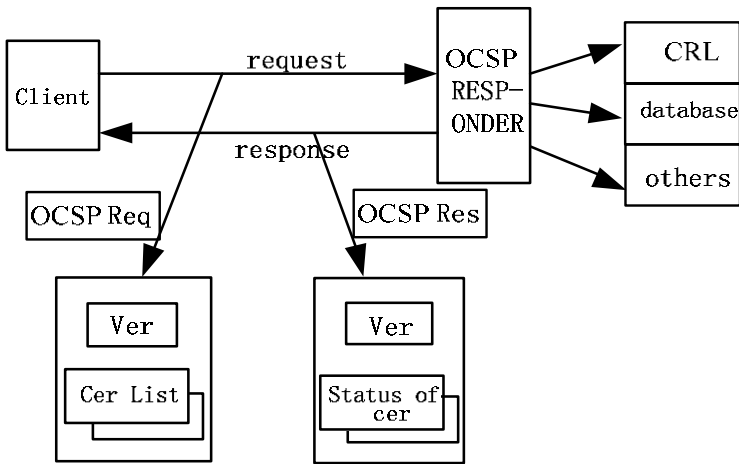 request
Client
response
OCSP
RESP-
ONDER
CRL
database
others
OCSP Req
OCSP Res
Ver
Cer List
Ver
Status of
cer